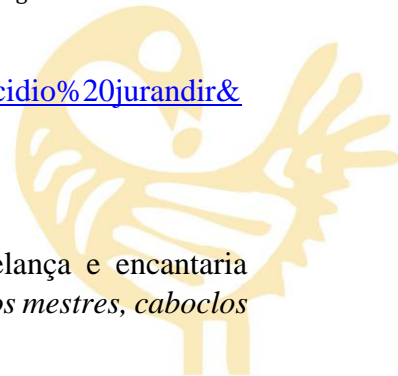 cidio%20jurandir&
elança e encantaria
os mestres, caboclos